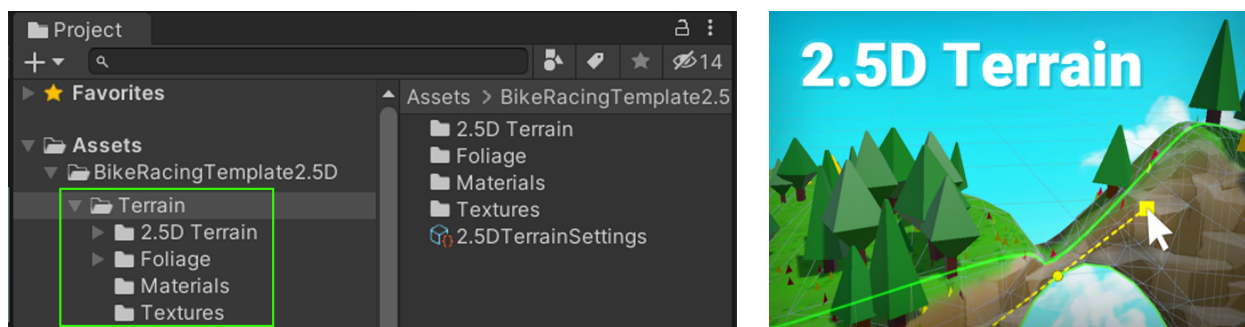 Project
14
Favorites
Assets
BikeRacingTemplate2.5D
Terrain
2.5D Terrain
Foliage
Materials
Textures
Assets > BikeRacingTemplate2.5
2.5D Terrain
Foliage
Materials
Textures
2.5DTerrainSettings
2.5D Terrain